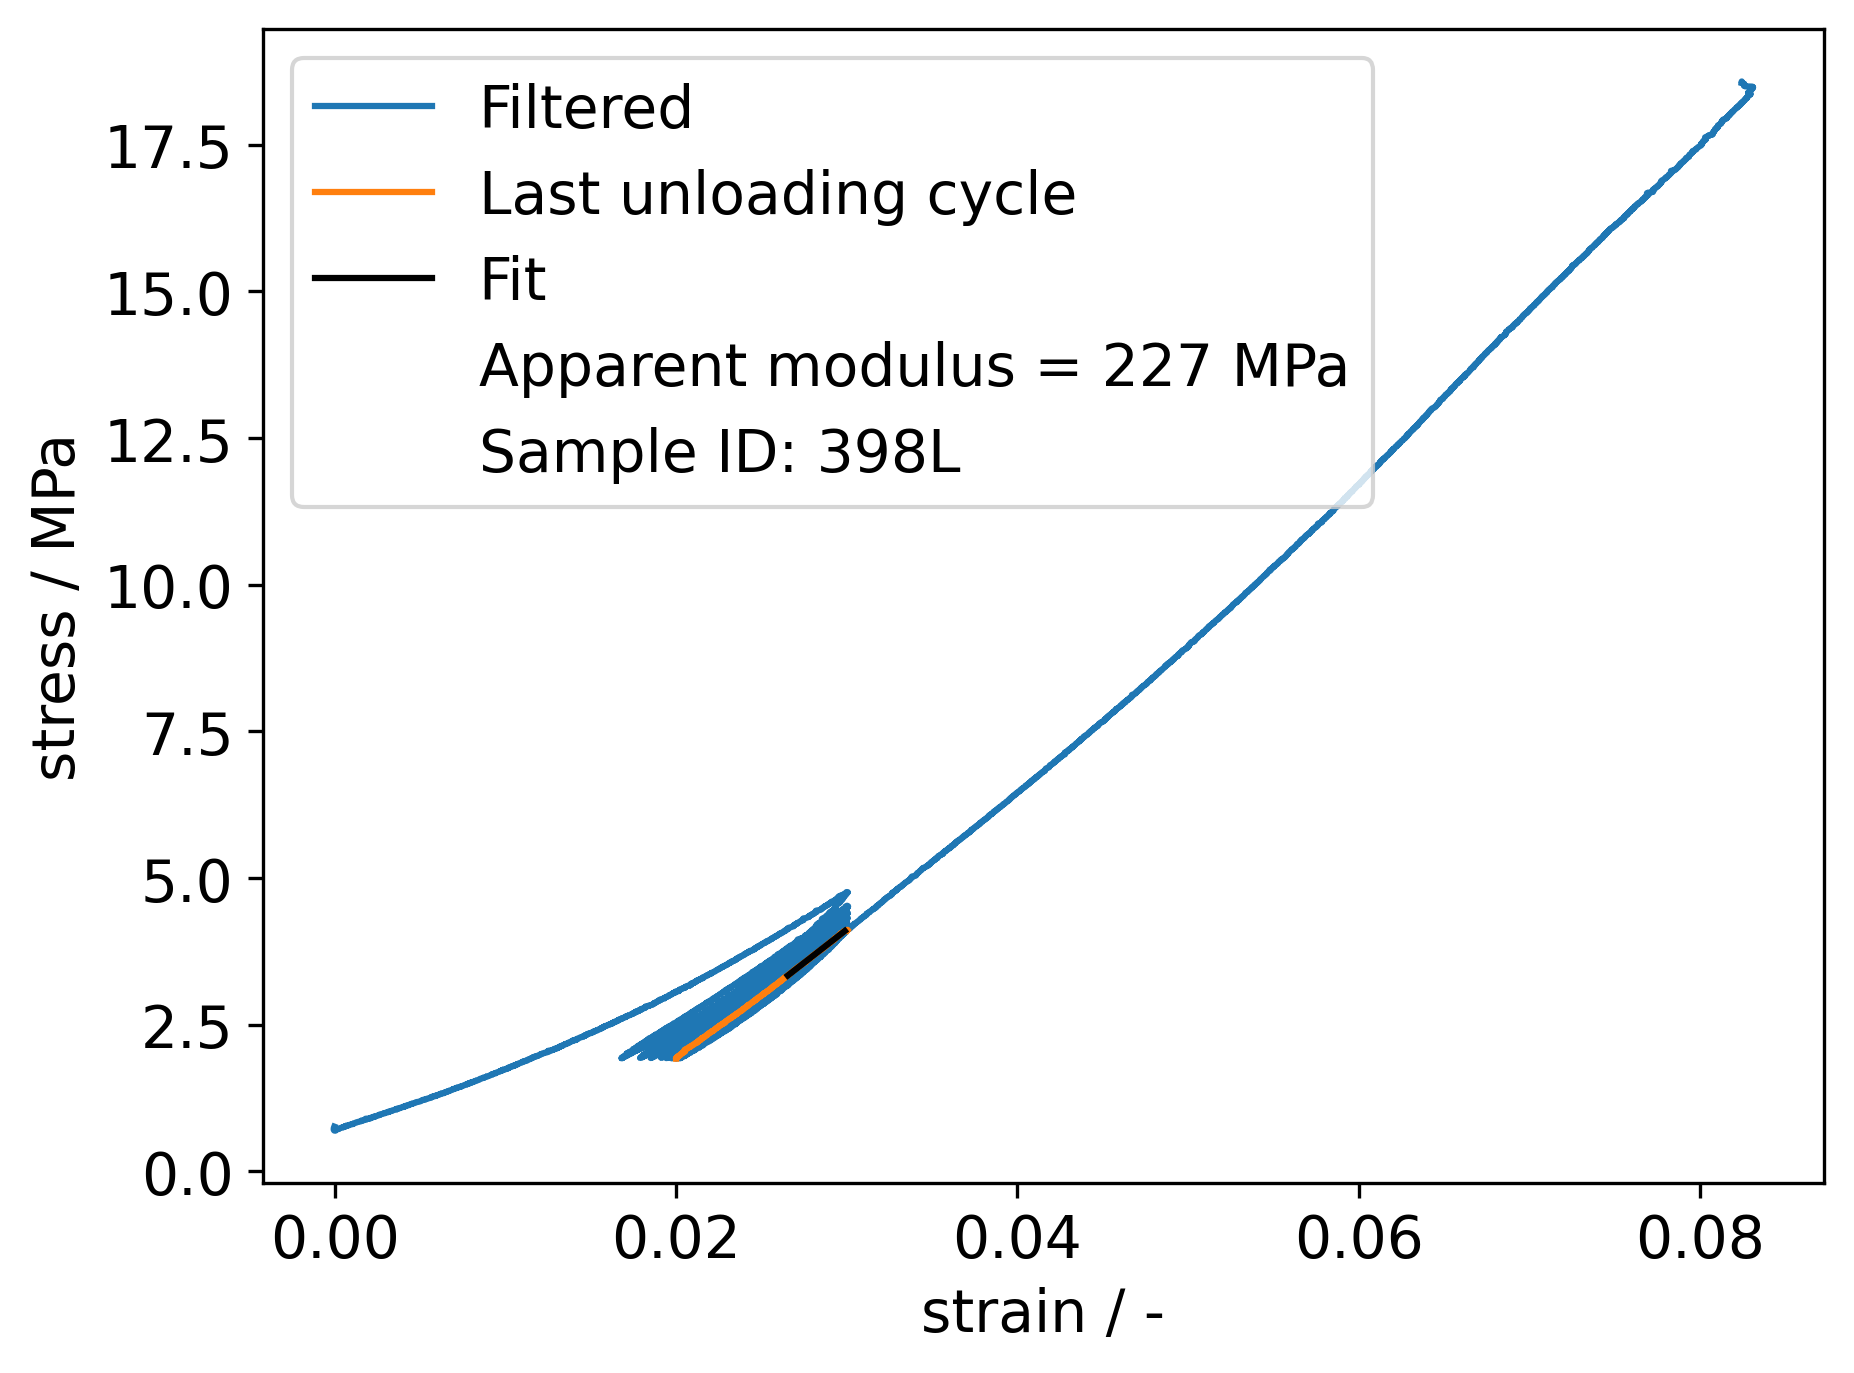 Filtered
Last unloading cycle
Fit
Apparent modulus = 227 MPa
Sample ID: 398L
stress / MPa
17.5
15.0
12.5
10.0
7.5
5.0
2.5
0.0
0.00 0.02 0.04 0.06 0.08
strain / -